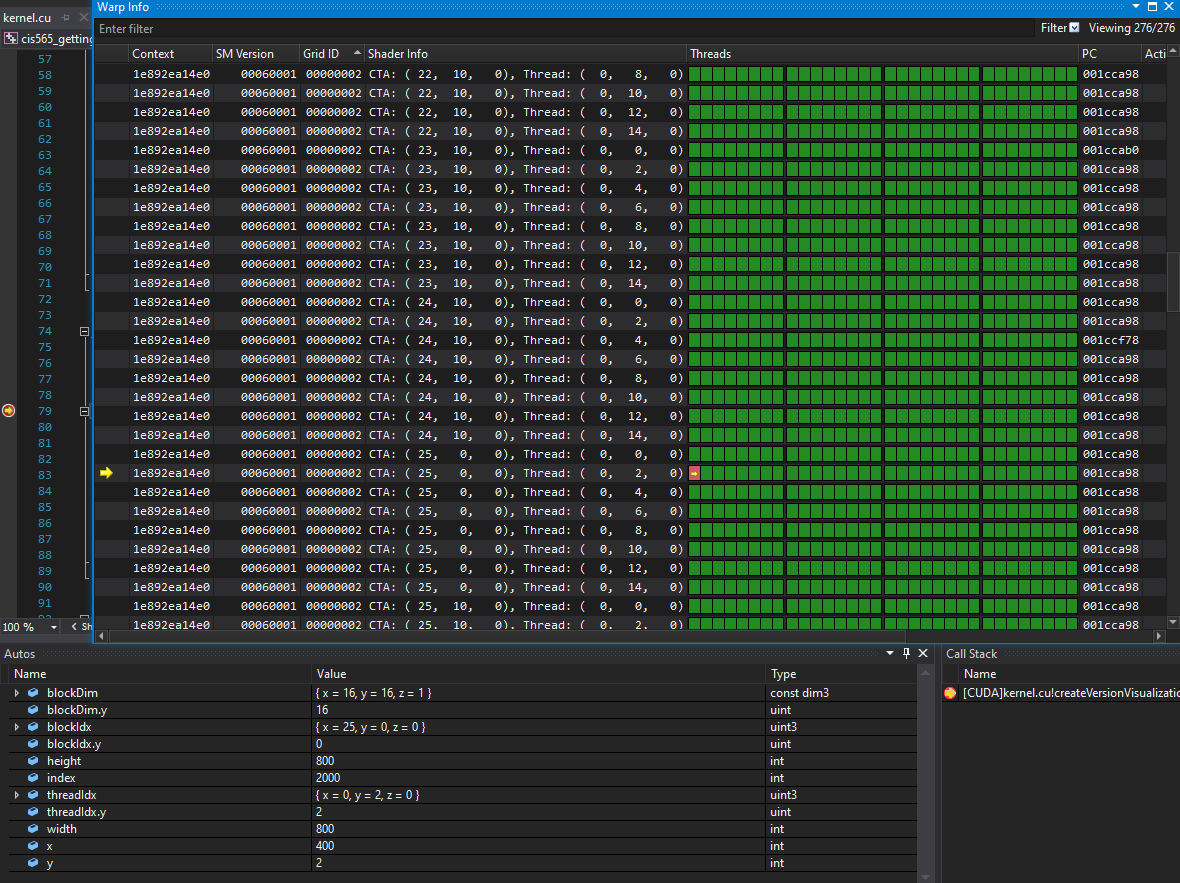 Warp Info
kernel.cu
Enter filter
Filter Viewing 276/276
cis565_getting
Context SM Version Grid ID Shader Info Threads PC Acti
57
58
59
60
61
62
63
64
65
66
67
68
69
70
71
72
73
74
75
76
77
78
79
80
81
82
83
84
85
86
87
88
89
90
91
1e892ea14e0 00060001 00000002 CTA: ( 22, 10, 0), Thread: ( 0, 8, 0) 001cca98
1e892ea14e0 00060001 00000002 CTA: ( 22, 10, 0), Thread: ( 0, 10, 0) 001cca98
1e892ea14e0 00060001 00000002 CTA: ( 22, 10, 0), Thread: ( 0, 12, 0) 001cca98
1e892ea14e0 00060001 00000002 CTA: ( 22, 10, 0), Thread: ( 0, 14, 0) 001cca98
1e892ea14e0 00060001 00000002 CTA: ( 23, 10, 0), Thread: ( 0, 0, 0) 001ccab0
1e892ea14e0 00060001 00000002 CTA: ( 23, 10, 0), Thread: ( 0, 2, 0) 001cca98
1e892ea14e0 00060001 00000002 CTA: ( 23, 10, 0), Thread: ( 0, 4, 0) 001cca98
1e892ea14e0 00060001 00000002 CTA: ( 23, 10, 0), Thread: ( 0, 6, 0) 001cca98
1e892ea14e0 00060001 00000002 CTA: ( 23, 10, 0), Thread: ( 0, 8, 0) 001cca98
1e892ea14e0 00060001 00000002 CTA: ( 23, 10, 0), Thread: ( 0, 10, 0) 001cca98
1e892ea14e0 00060001 00000002 CTA: ( 23, 10, 0), Thread: ( 0, 12, 0) 001cca98
1e892ea14e0 00060001 00000002 CTA: ( 23, 10, 0), Thread: ( 0, 14, 0) 001cca98
1e892ea14e0 00060001 00000002 CTA: ( 24, 10, 0), Thread: ( 0, 0, 0) 001cca98
1e892ea14e0 00060001 00000002 CTA: ( 24, 10, 0), Thread: ( 0, 2, 0) 001cca98
1e892ea14e0 00060001 00000002 CTA: ( 24, 10, 0), Thread: ( 0, 4, 0) 001ccf78
1e892ea14e0 00060001 00000002 CTA: ( 24, 10, 0), Thread: ( 0, 6, 0) 001cca98
1e892ea14e0 00060001 00000002 CTA: ( 24, 10, 0), Thread: ( 0, 8, 0) 001cca98
1e892ea14e0 00060001 00000002 CTA: ( 24, 10, 0), Thread: ( 0, 10, 0) 001cca98
1e892ea14e0 00060001 00000002 CTA: ( 24, 10, 0), Thread: ( 0, 12, 0) 001cca98
1e892ea14e0 00060001 00000002 CTA: ( 24, 10, 0), Thread: ( 0, 14, 0) 001cca98
1e892ea14e0 00060001 00000002 CTA: ( 25, 0, 0), Thread: ( 0, 0, 0) 001cca98
1e892ea14e0 00060001 00000002 CTA: ( 25, 0, 0), Thread: ( 0, 2, 0) 001cca98
1e892ea14e0 00060001 00000002 CTA: ( 25, 0, 0), Thread: ( 0, 4, 0) 001cca98
1e892ea14e0 00060001 00000002 CTA: ( 25, 0, 0), Thread: ( 0, 6, 0) 001cca98
1e892ea14e0 00060001 00000002 CTA: ( 25, 0, 0), Thread: ( 0, 8, 0) 001cca98
1e892ea14e0 00060001 00000002 CTA: ( 25, 0, 0), Thread: ( 0, 10, 0) 001cca98
1e892ea14e0 00060001 00000002 CTA: ( 25, 0, 0), Thread: ( 0, 12, 0) 001cca98
1e892ea14e0 00060001 00000002 CTA: ( 25, 0, 0), Thread: ( 0, 14, 0) 001cca98
1e892ea14e0 00060001 00000002 CTA: ( 25, 10, 0), Thread: ( 0, 0, 0) 001cca98
1e892ea14e0 00060001 00000002 CTA: ( 25, 10, 0), Thread: ( 0, 2, 0) 001cca98
100 % Sh
Autos
Name Value Type
blockDim { x = 16, y = 16, z = 1 } const dim3
blockDim.y 16 uint
blockIdx { x = 25, y = 0, z = 0 } uint3
blockIdx.y 0 uint
height 800 int
index 2000 int
threadIdx { x = 0, y = 2, z = 0 } uint3
threadIdx.y 2 uint
width 800 int
x 400 int
y 2 int
Call Stack
Name
[CUDA]kernel.cu!createVersionVisualizatio